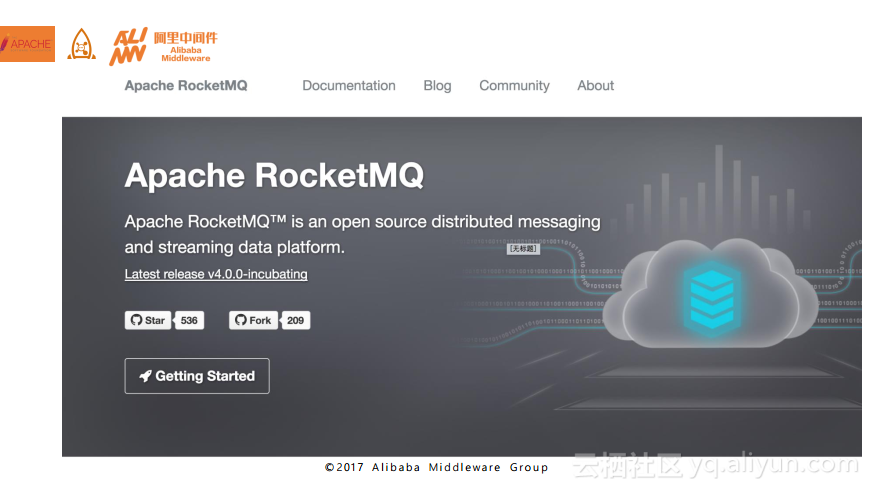 APACHE
ALI
MW
阿里中间件
Alibaba
Middleware
Apache RocketMQ Documentation Blog Community About
Apache RocketMQ
Apache RocketMQ™ is an open source distributed messaging
and streaming data platform.
[无标题]
Latest release v4.0.0-incubating
Star 536 Fork 209
Getting Started
©2017 Alibaba Middleware Group
云栖社区 yq.aliyun.com